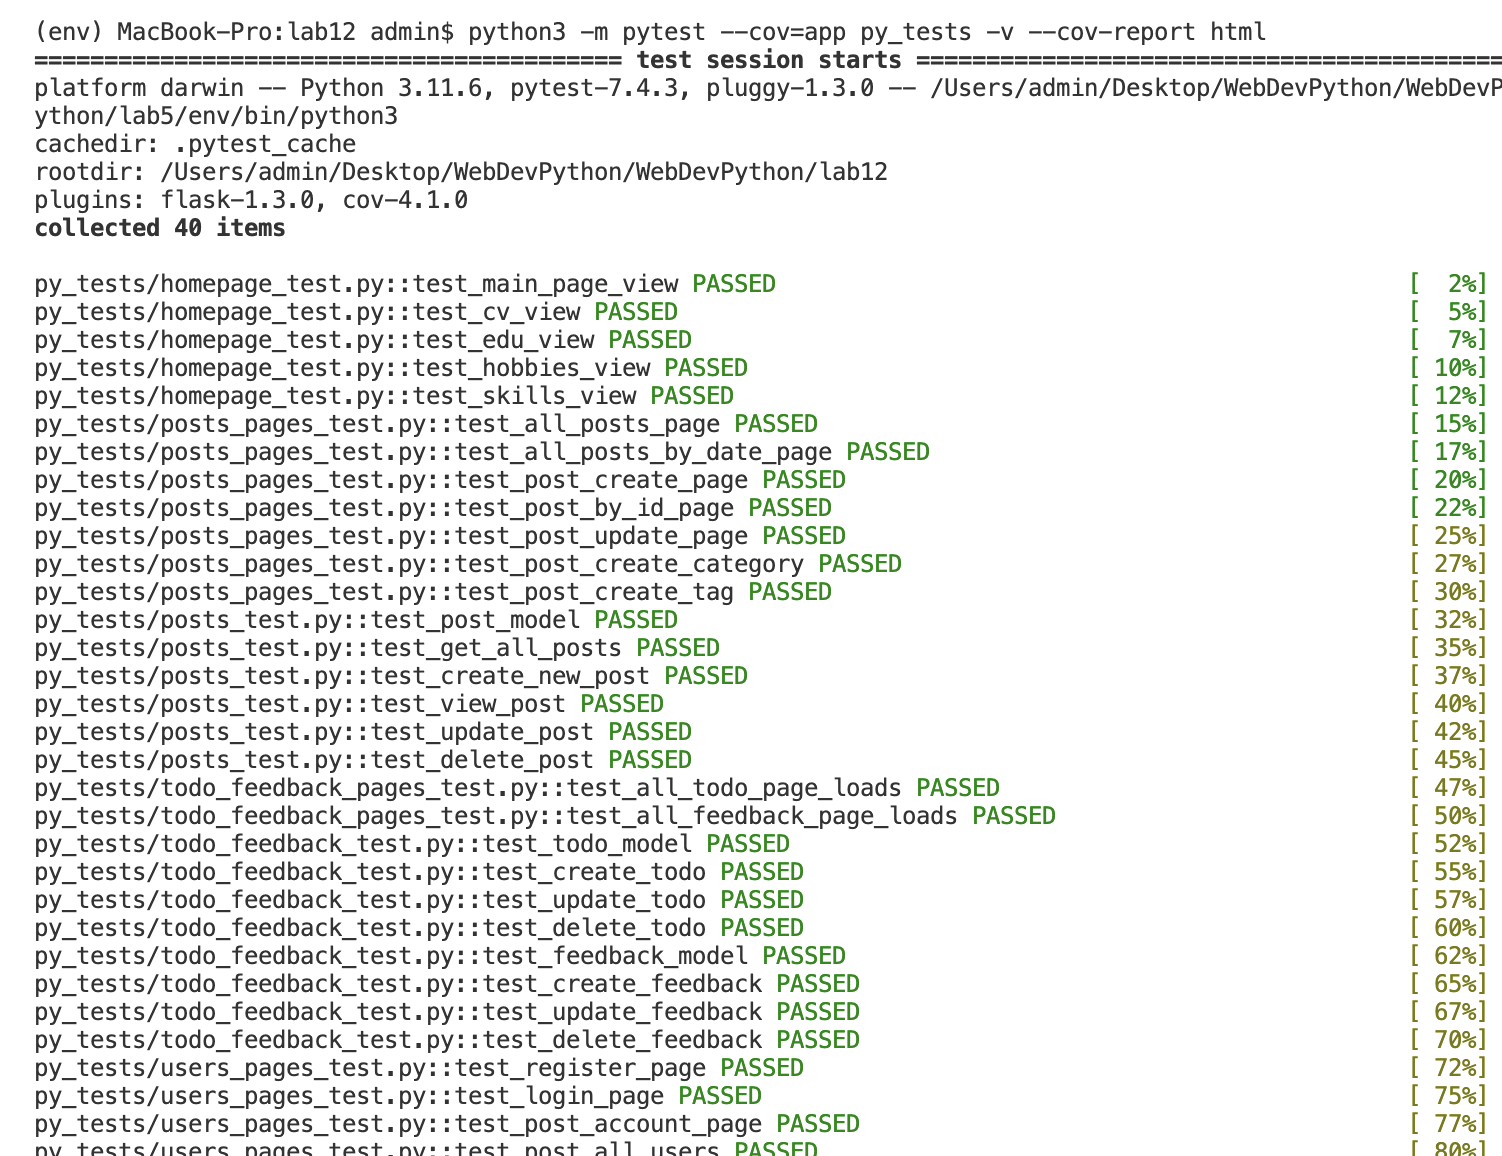 (env) MacBook-Pro:lab12 admin$ python3 -m pytest --cov=app py_tests -v --cov-report html
========================================== test session starts ==========================================
platform darwin -- Python 3.11.6, pytest-7.4.3, pluggy-1.3.0 -- /Users/admin/Desktop/WebDevPython/WebDevP
ython/lab5/env/bin/python3
cachedir: .pytest_cache
rootdir: /Users/admin/Desktop/WebDevPython/WebDevPython/lab12
plugins: flask-1.3.0, cov-4.1.0
collected 40 items
py_tests/homepage_test.py::test_main_page_view PASSED [  2%]
py_tests/homepage_test.py::test_cv_view PASSED [  5%]
py_tests/homepage_test.py::test_edu_view PASSED [  7%]
py_tests/homepage_test.py::test_hobbies_view PASSED [ 10%]
py_tests/homepage_test.py::test_skills_view PASSED [ 12%]
py_tests/posts_pages_test.py::test_all_posts_page PASSED [ 15%]
py_tests/posts_pages_test.py::test_all_posts_by_date_page PASSED [ 17%]
py_tests/posts_pages_test.py::test_post_create_page PASSED [ 20%]
py_tests/posts_pages_test.py::test_post_by_id_page PASSED [ 22%]
py_tests/posts_pages_test.py::test_post_update_page PASSED [ 25%]
py_tests/posts_pages_test.py::test_post_create_category PASSED [ 27%]
py_tests/posts_pages_test.py::test_post_create_tag PASSED [ 30%]
py_tests/posts_test.py::test_post_model PASSED [ 32%]
py_tests/posts_test.py::test_get_all_posts PASSED [ 35%]
py_tests/posts_test.py::test_create_new_post PASSED [ 37%]
py_tests/posts_test.py::test_view_post PASSED [ 40%]
py_tests/posts_test.py::test_update_post PASSED [ 42%]
py_tests/posts_test.py::test_delete_post PASSED [ 45%]
py_tests/todo_feedback_pages_test.py::test_all_todo_page_loads PASSED [ 47%]
py_tests/todo_feedback_pages_test.py::test_all_feedback_page_loads PASSED [ 50%]
py_tests/todo_feedback_test.py::test_todo_model PASSED [ 52%]
py_tests/todo_feedback_test.py::test_create_todo PASSED [ 55%]
py_tests/todo_feedback_test.py::test_update_todo PASSED [ 57%]
py_tests/todo_feedback_test.py::test_delete_todo PASSED [ 60%]
py_tests/todo_feedback_test.py::test_feedback_model PASSED [ 62%]
py_tests/todo_feedback_test.py::test_create_feedback PASSED [ 65%]
py_tests/todo_feedback_test.py::test_update_feedback PASSED [ 67%]
py_tests/todo_feedback_test.py::test_delete_feedback PASSED [ 70%]
py_tests/users_pages_test.py::test_register_page PASSED [ 72%]
py_tests/users_pages_test.py::test_login_page PASSED [ 75%]
py_tests/users_pages_test.py::test_post_account_page PASSED [ 77%]
py_tests/users_pages_test.py::test_post_all_users PASSED [ 80%]